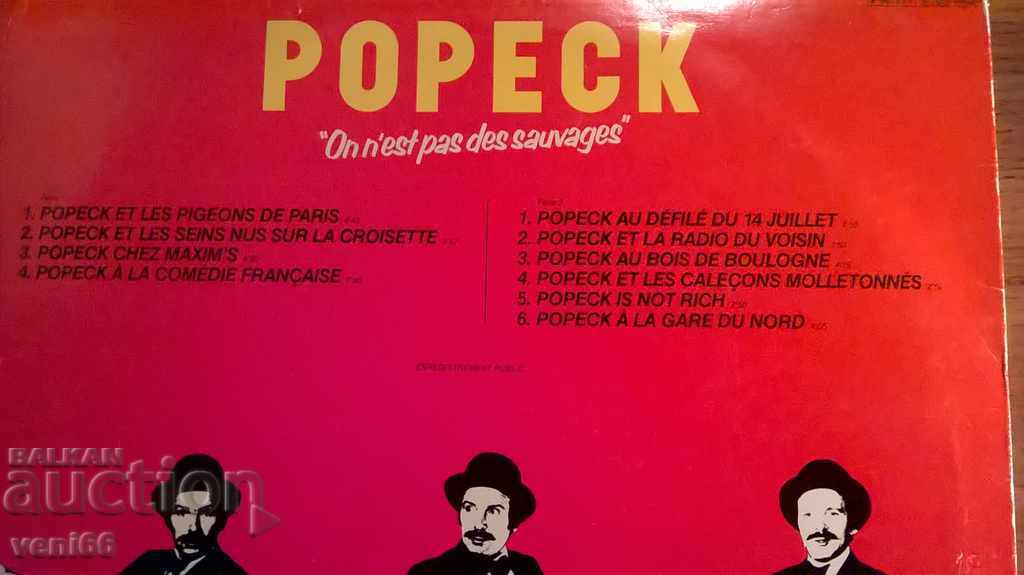 POPECK
"On n'est pas des sauvages"
1. POPECK ET LES PIGEONS DE PARIS
2. POPECK ET LES SEINS NUS SUR LA CROISETTE
3. POPECK CHEZ MAXIM'S
4. POPECK À LA COMÉDIE FRANÇAISE
1. POPECK AU DÉFILÉ DU 14 JUILLET
2. POPECK ET LA RADIO DU VOISIN
3. POPECK AU BOIS DE BOULOGNE
4. POPECK ET LES CALEÇONS MOLLETONNÉS
5. POPECK IS NOT RICH
6. POPECK À LA GARE DU NORD
ENREGISTREMENT PUBLIC
BALKAN
auction
veni66